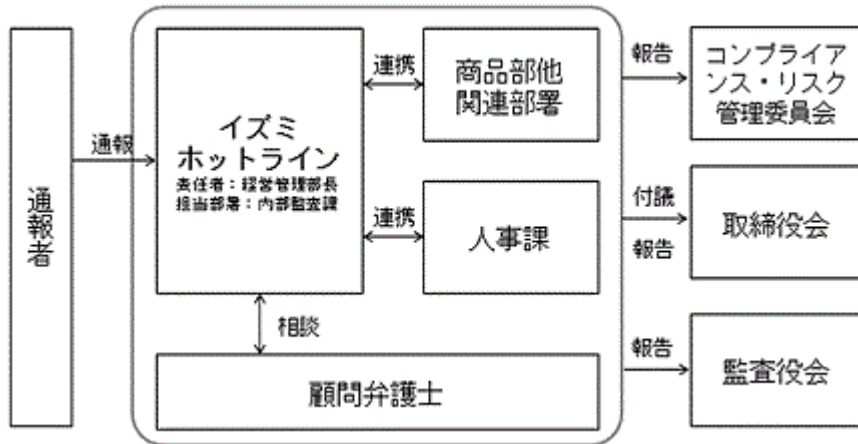 通報者
通報
イズミ
ホットライン
責任者：経営管理部長
担当部署：内部監査課
連携
商品部他
関連部署
連携
人事課
相談
顧問弁護士
報告
コンプライア
ンス・リスク
管理委員会
付議
報告
取締役会
報告
監査役会